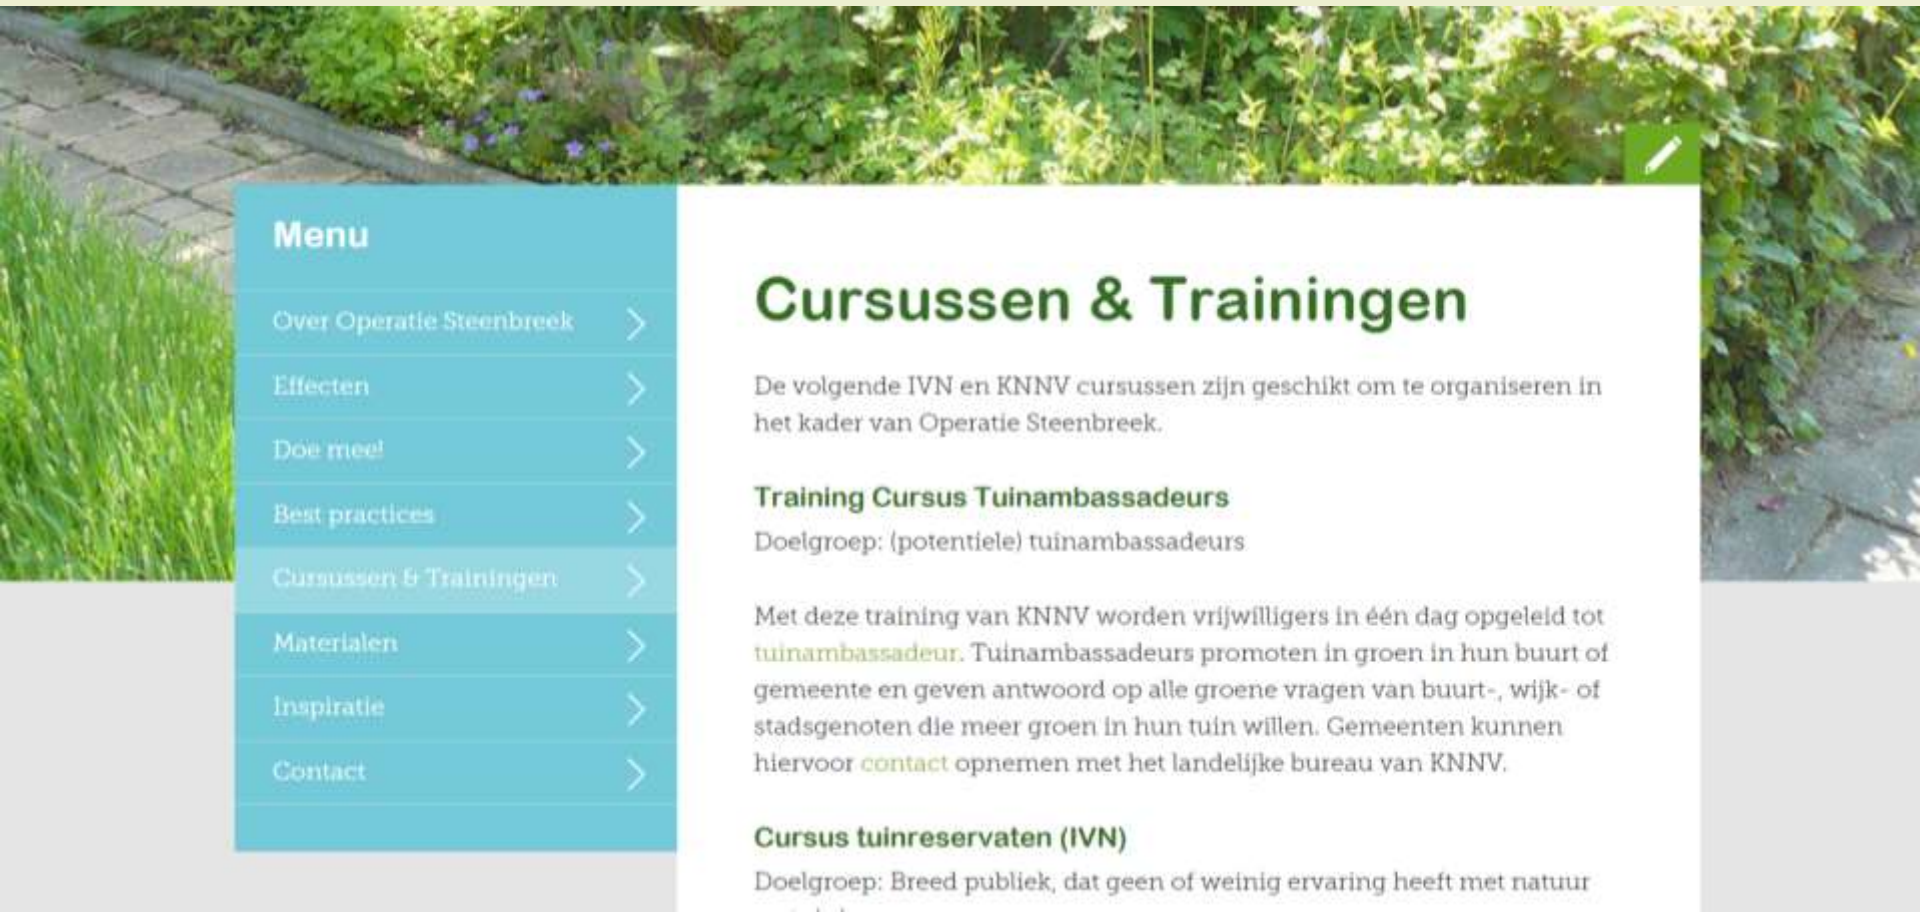 Menu
Over Operatie Steenbreek
Effecten
Doe mee!
Best practices
Cursussen & Trainingen
Materialen
Inspiratie
Contact
Cursussen & Trainingen
De volgende IVN en KNNV cursussen zijn geschikt om te organiseren in
het kader van Operatie Steenbreek.
Training Cursus Tuinambassadeurs
Doelgroep: (potentiele) tuinambassadeurs
Met deze training van KNNV worden vrijwilligers in één dag opgeleid tot
tuinambassadeur. Tuinambassadeurs promoten in groen in hun buurt of
gemeente en geven antwoord op alle groene vragen van buurt-, wijk- of
stadsgenoten die meer groen in hun tuin willen. Gemeenten kunnen
hiervoor contact opnemen met het landelijke bureau van KNNV.
Cursus tuinreservaten (IVN)
Doelgroep: Breed publiek, dat geen of weinig ervaring heeft met natuur